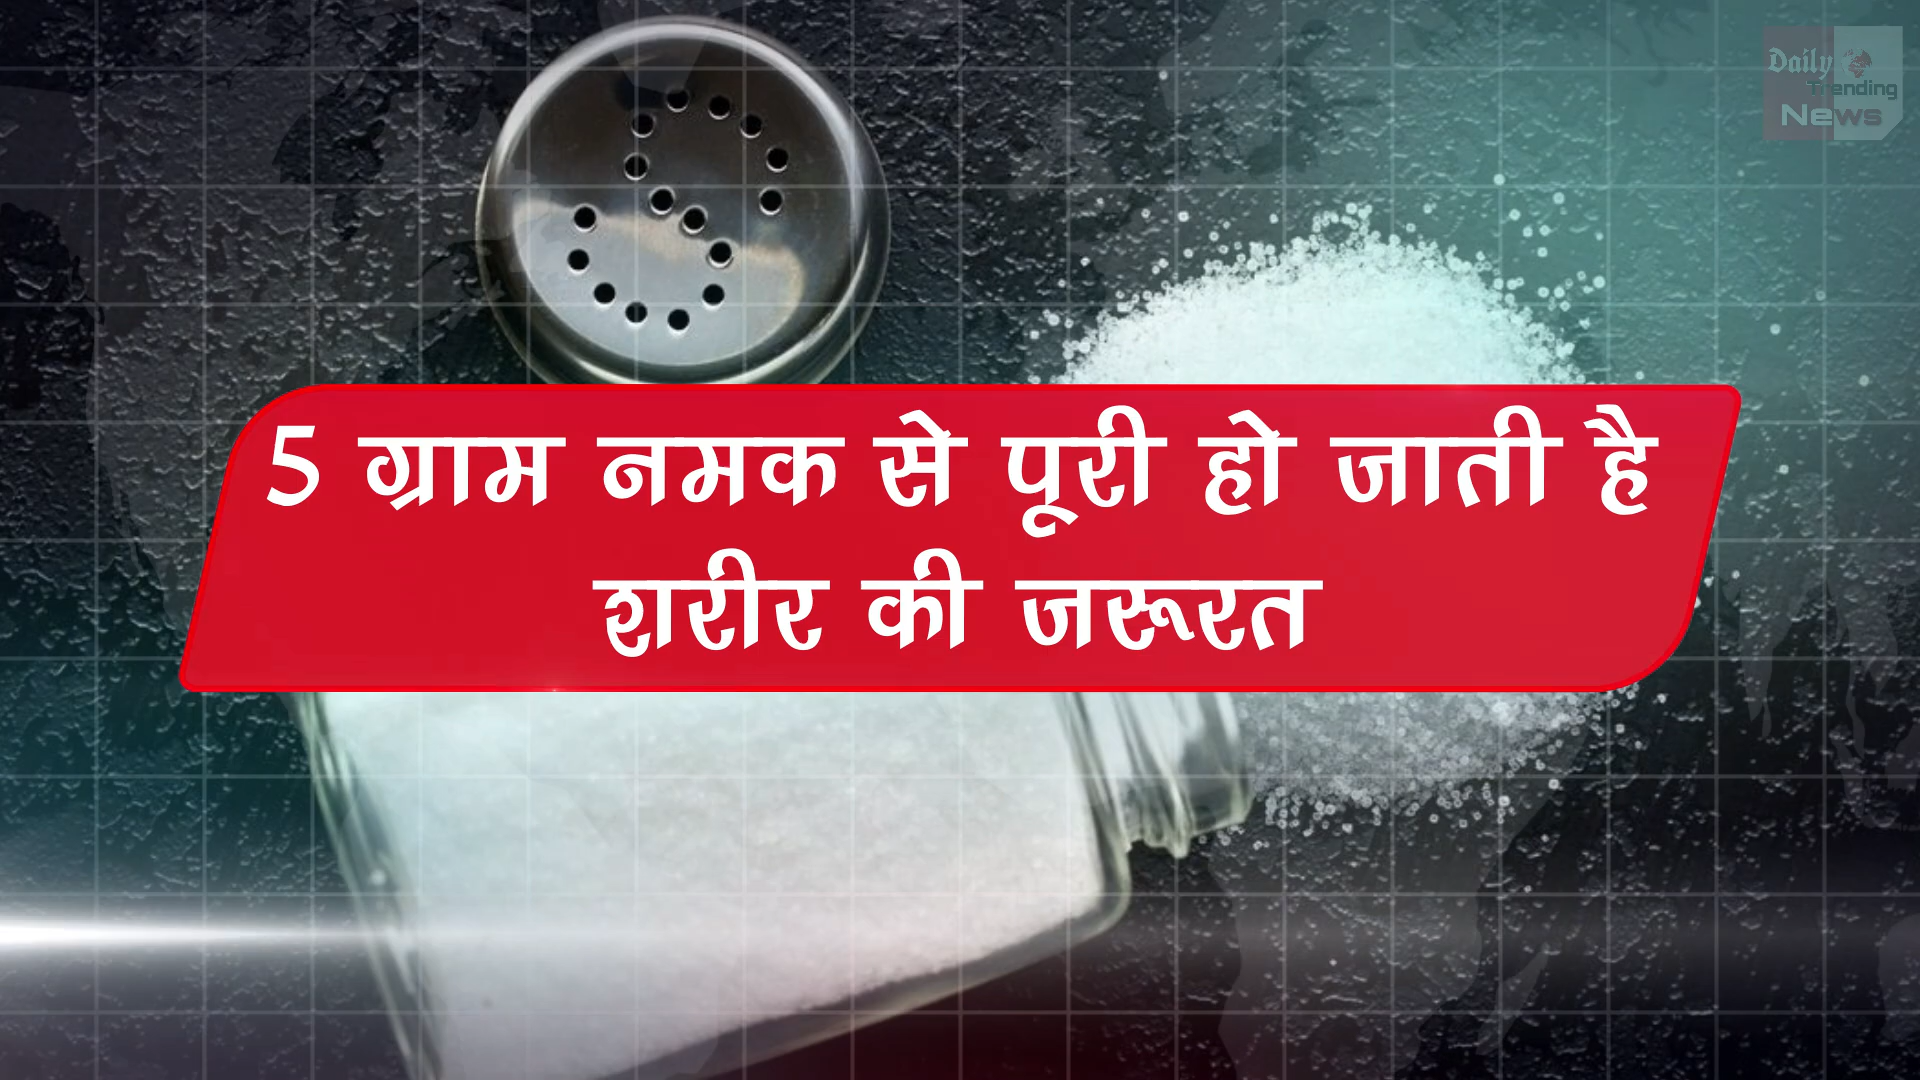 Daily
Trending
News
5 ग्राम नमक से पूरी हो जाती है
शरीर की जरूरत